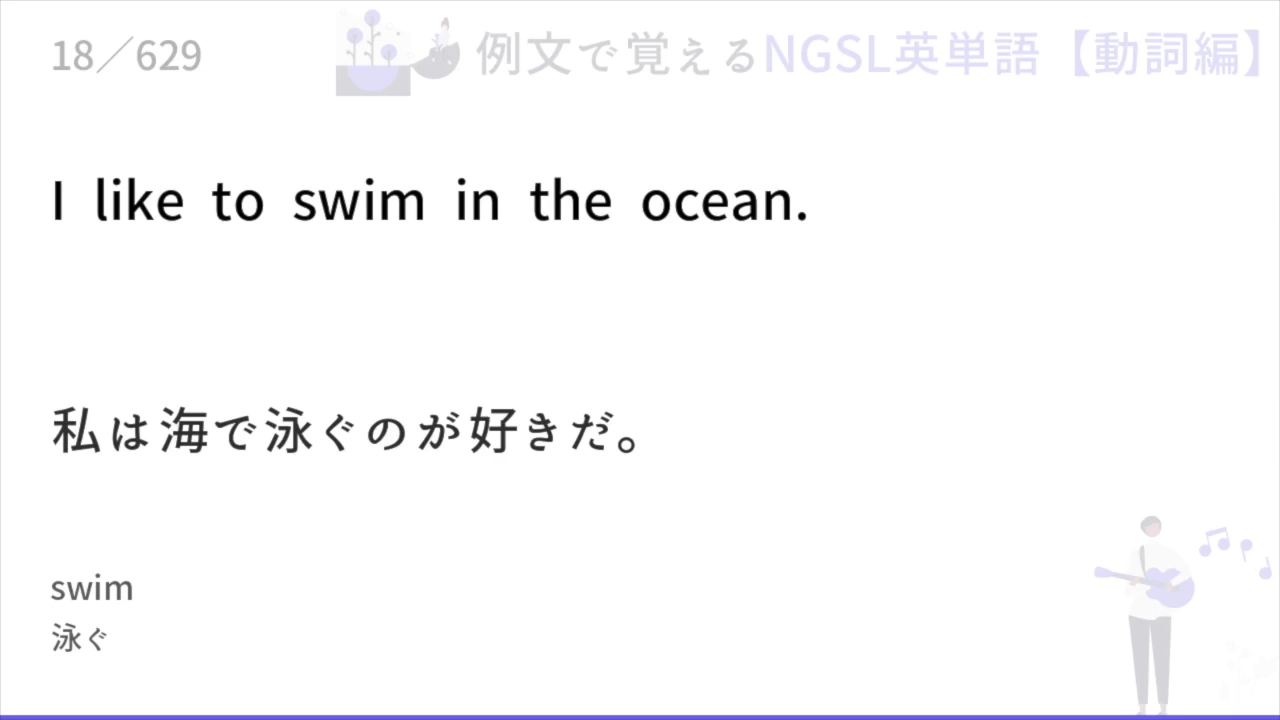 18／629
例文で覚えるNGSL英単語【動詞編】
I like to swim in the ocean.
私は海で泳ぐのが好きだ。
swim
泳ぐ